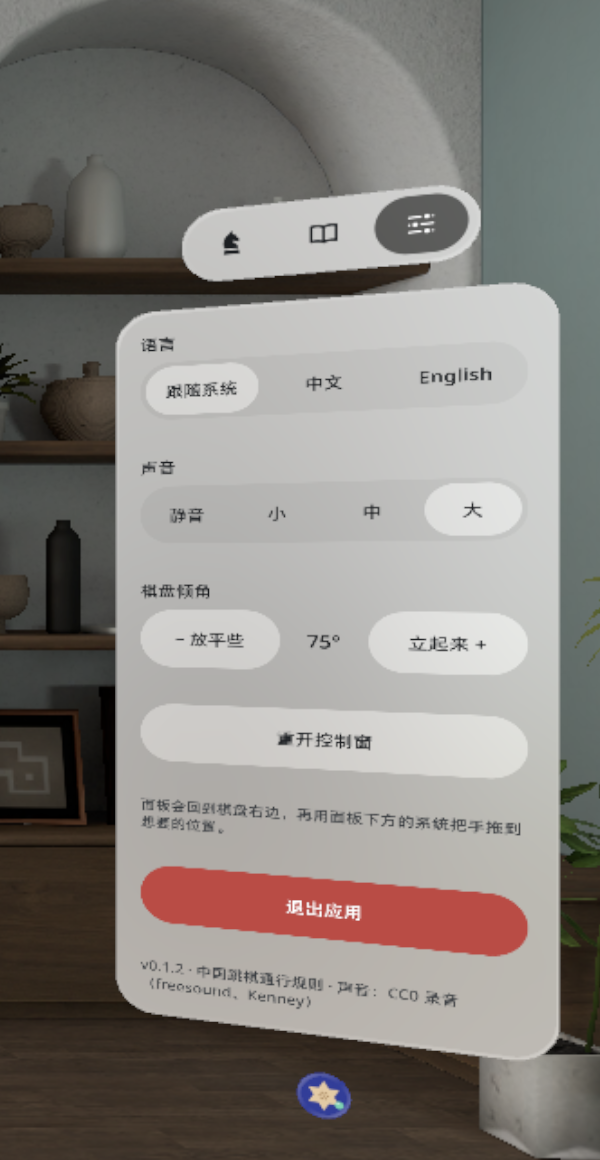 语言
跟随系统 中文 English
声音
静音 小 中 大
棋盘倾角
- 放平些 75° 立起来 +
重开控制窗
面板会回到棋盘右边，再用面板下方的系统把手拖到
想要的位置。
退出应用
v0.1.2 · 中国跳棋通行规则 · 声音：CC0 录音
（freesound、Kenney）